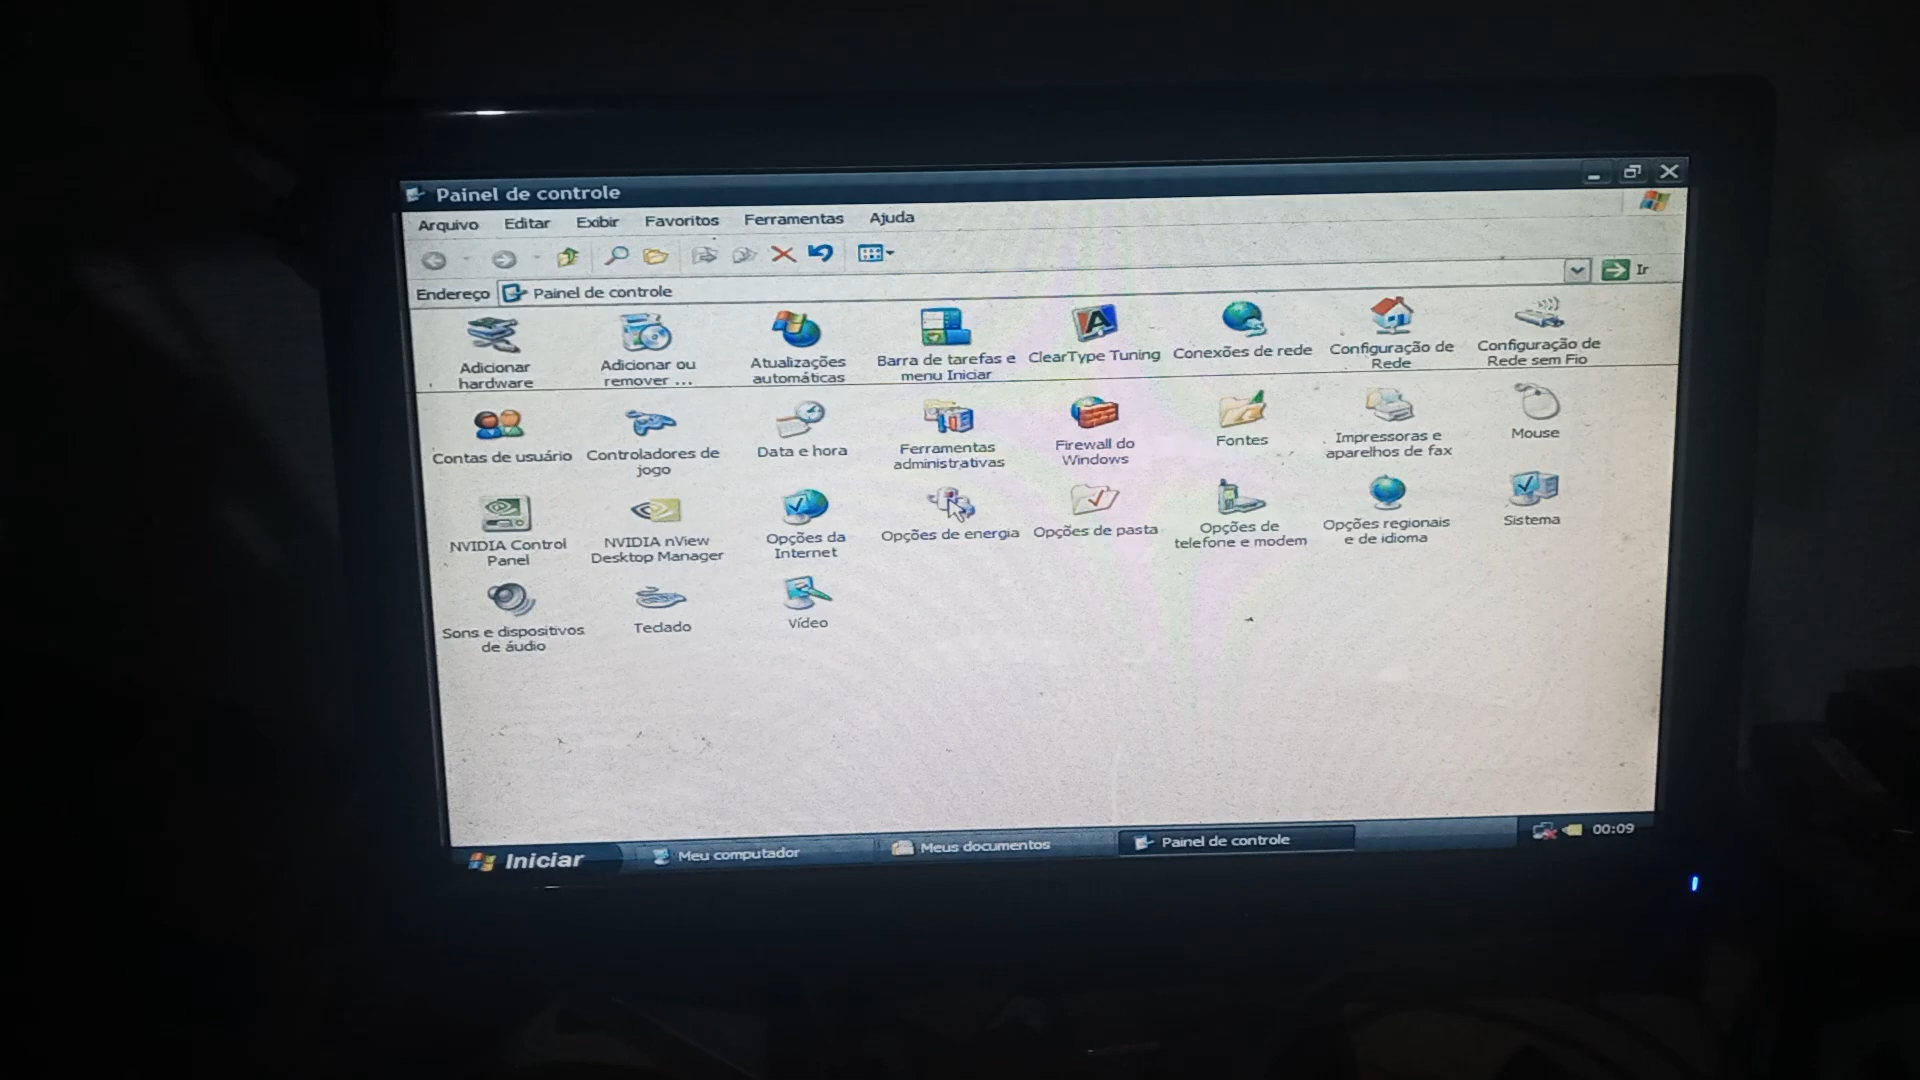 Painel de controle
Arquivo Editar Exibir Favoritos Ferramentas Ajuda
Ir
Endereço Painel de controle
Adicionar
hardware
Adicionar ou
remover ...
Atualizações
automáticas
Barra de tarefas e
menu Iniciar
ClearType Tuning
Conexões de rede
Configuração de
Rede
Configuração de
Rede sem Fio
Contas de usuário
Controladores de
jogo
Data e hora
Ferramentas
administrativas
Firewall do
Windows
Fontes
Impressoras e
aparelhos de fax
Mouse
NVIDIA Control
Panel
NVIDIA nView
Desktop Manager
Opções da
Internet
Opções de energia
Opções de pasta
Opções de
telefone e modem
Opções regionais
e de idioma
Sistema
Sons e dispositivos
de áudio
Teclado
Vídeo
Iniciar
Meu computador
Meus documentos
Painel de controle
00:09